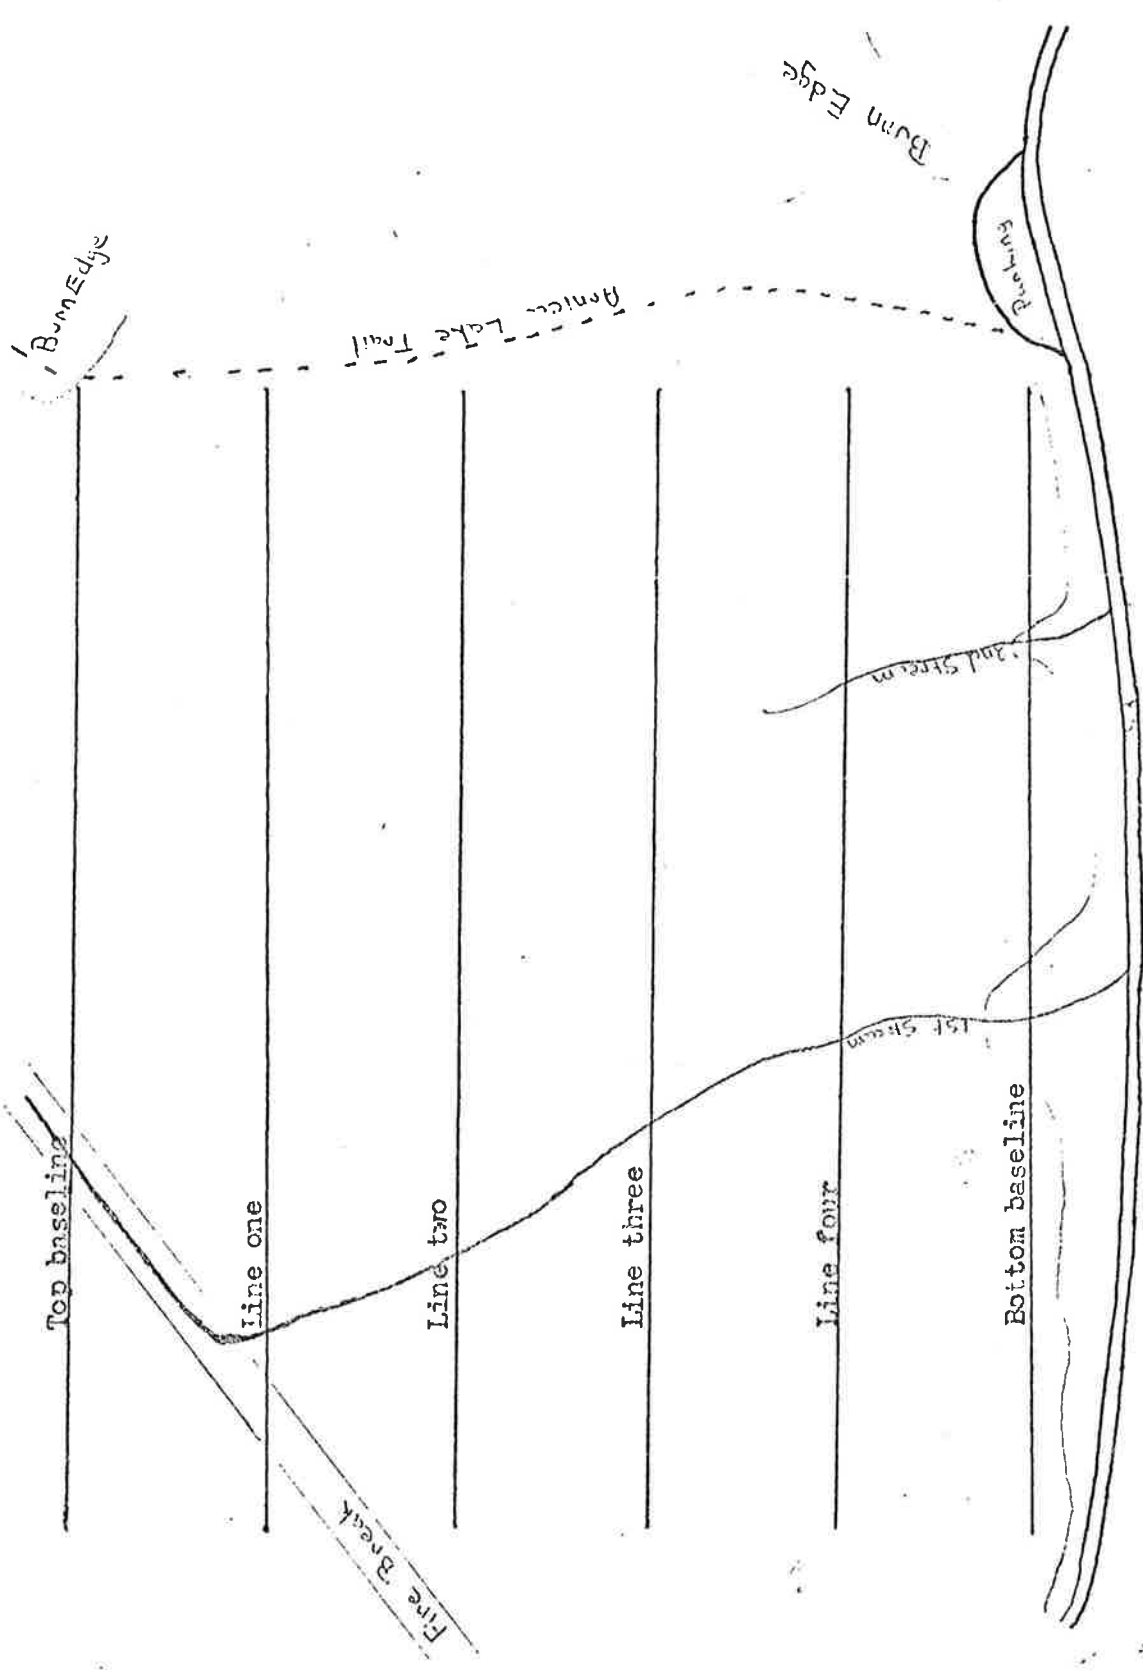 Top baseline
Line one
Line two
Line three
Line four
Bottom baseline
Fire Break
1st Stream
2nd Stream
Arnica Lake Trail
Burn Edge
Burn Edge
Parking